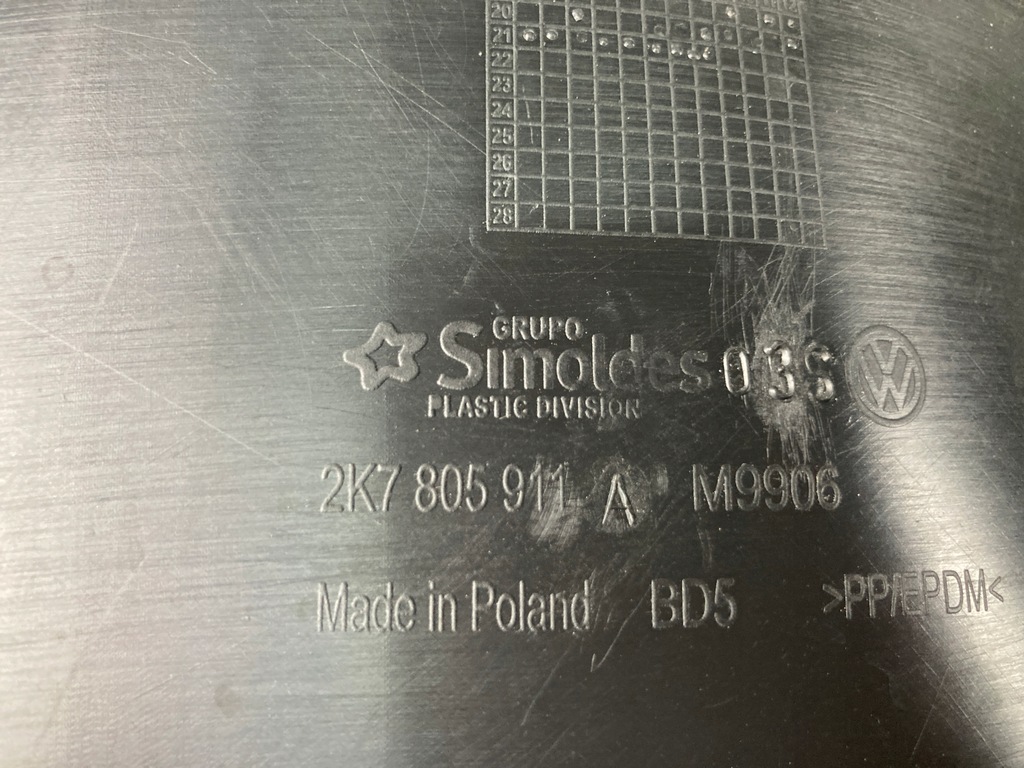 20
21
22
23
24
25
26
27
28
GRUPO
Simoldes 03S
PLASTIC DIVISION
2K7 805 911 A M9906
Made in Poland BD5 >PP/EPDM<